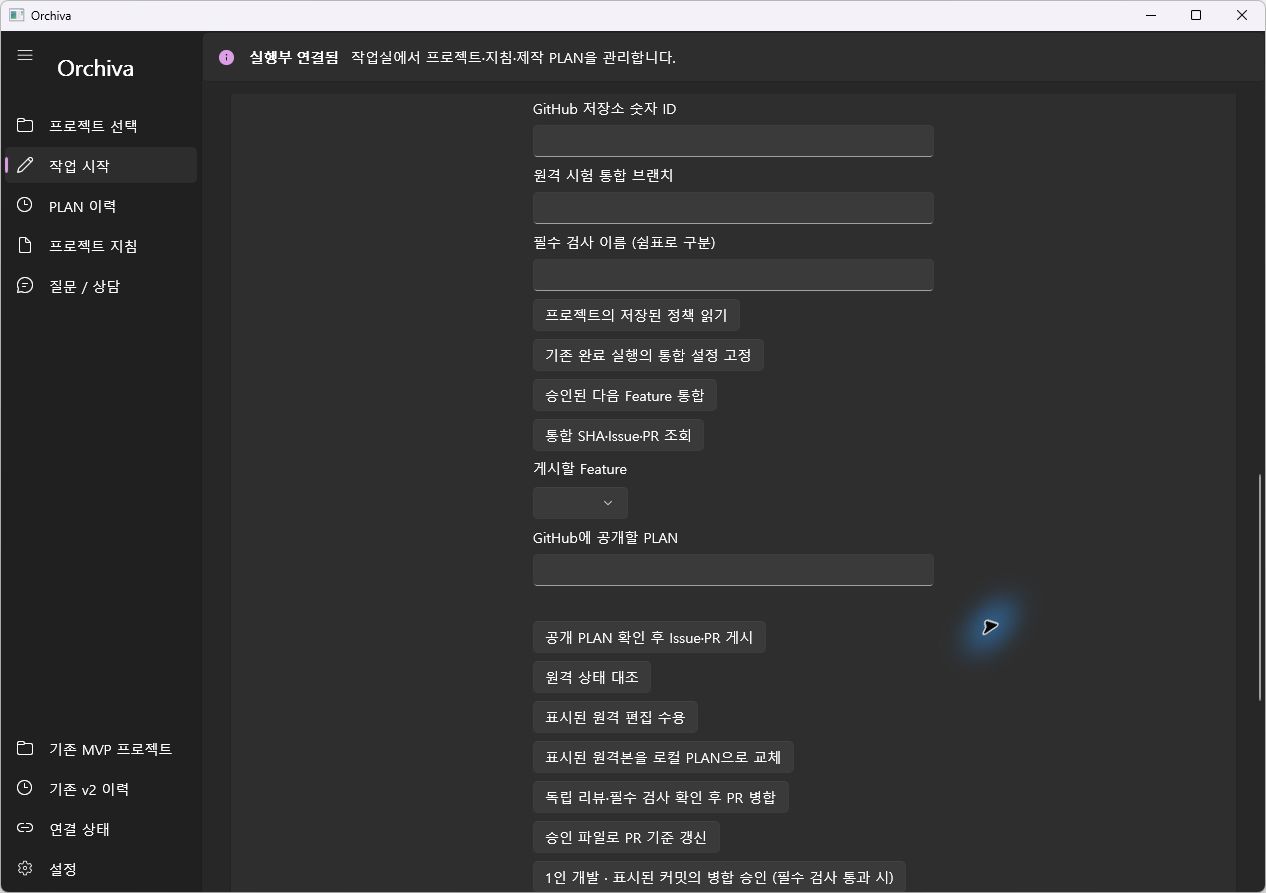 Orchiva
Orchiva
프로젝트 선택
작업 시작
PLAN 이력
프로젝트 지침
질문 / 상담
기존 MVP 프로젝트
기존 v2 이력
연결 상태
설정
실행부 연결됨 작업실에서 프로젝트·지침·제작 PLAN을 관리합니다.
GitHub 저장소 숫자 ID
원격 시험 통합 브랜치
필수 검사 이름 (쉼표로 구분)
프로젝트의 저장된 정책 읽기
기존 완료 실행의 통합 설정 고정
승인된 다음 Feature 통합
통합 SHA·Issue·PR 조회
게시할 Feature
GitHub에 공개할 PLAN
공개 PLAN 확인 후 Issue·PR 게시
원격 상태 대조
표시된 원격 편집 수용
표시된 원격본을 로컬 PLAN으로 교체
독립 리뷰·필수 검사 확인 후 PR 병합
승인 파일로 PR 기준 갱신
1인 개발 · 표시된 커밋의 병합 승인 (필수 검사 통과 시)